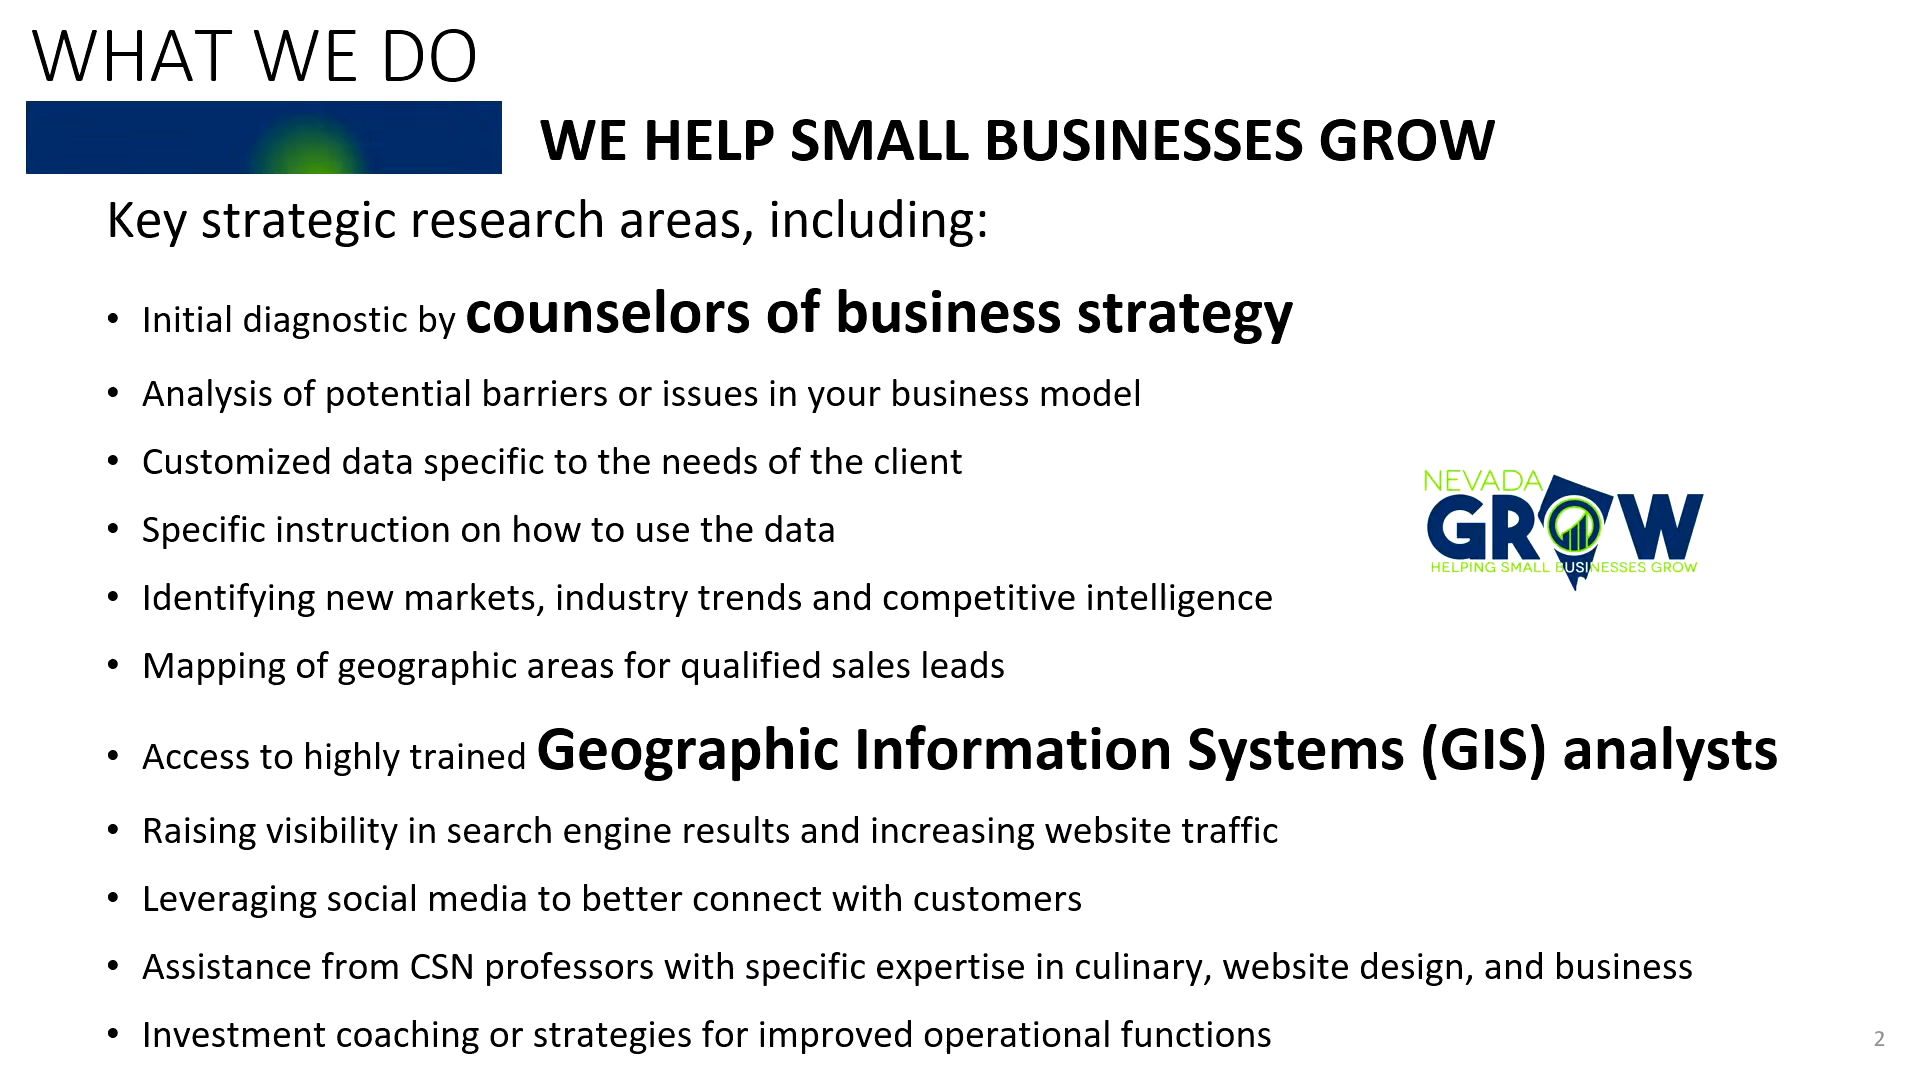 WHAT WE DO
WE HELP SMALL BUSINESSES GROW
Key strategic research areas, including:
• Initial diagnostic by counselors of business strategy
• Analysis of potential barriers or issues in your business model
• Customized data specific to the needs of the client
• Specific instruction on how to use the data
• Identifying new markets, industry trends and competitive intelligence
• Mapping of geographic areas for qualified sales leads
• Access to highly trained Geographic Information Systems (GIS) analysts
• Raising visibility in search engine results and increasing website traffic
• Leveraging social media to better connect with customers
• Assistance from CSN professors with specific expertise in culinary, website design, and business
• Investment coaching or strategies for improved operational functions
NEVADA
GROW
HELPING SMALL BUSINESSES GROW
2